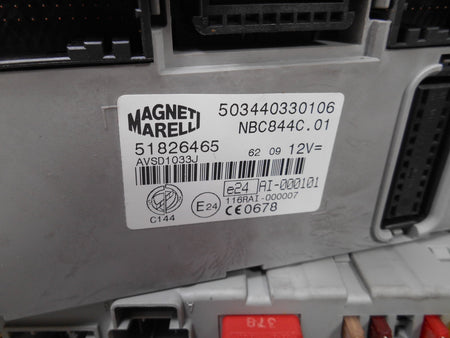 MAGNETI MARELLI
503440330106
NBC844C.01
51826465
62 09 12V=
AVSD1033J
e24 AI-000101
116RAI-000007
C144
E24
CE0678
378